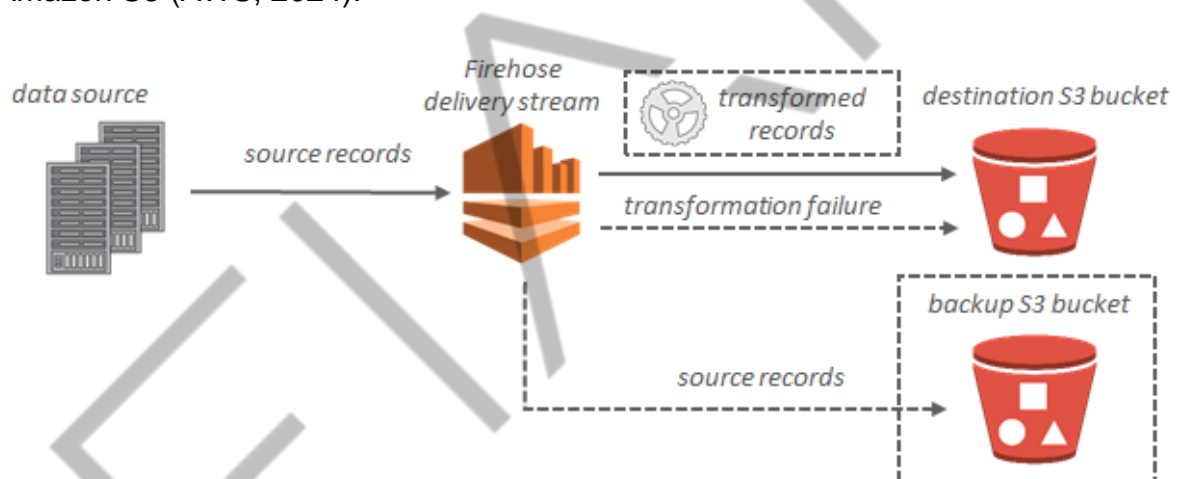 data source
source records
Firehose
delivery stream
transformed
records
destination S3 bucket
transformation failure
backup S3 bucket
source records